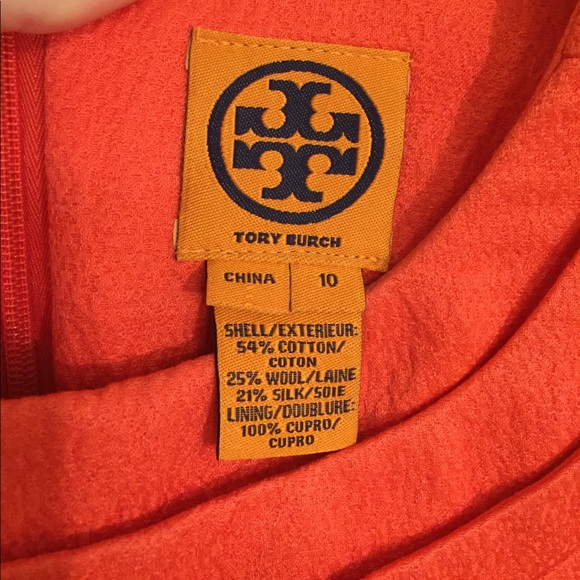 TORY BURCH
CHINA 10
SHELL/EXTERIEUR:
54% COTTON/
COTON
25% WOOL/LAINE
21% SILK/SOIE
LINING/DOUBLURE:
100% CUPRO/
CUPRO